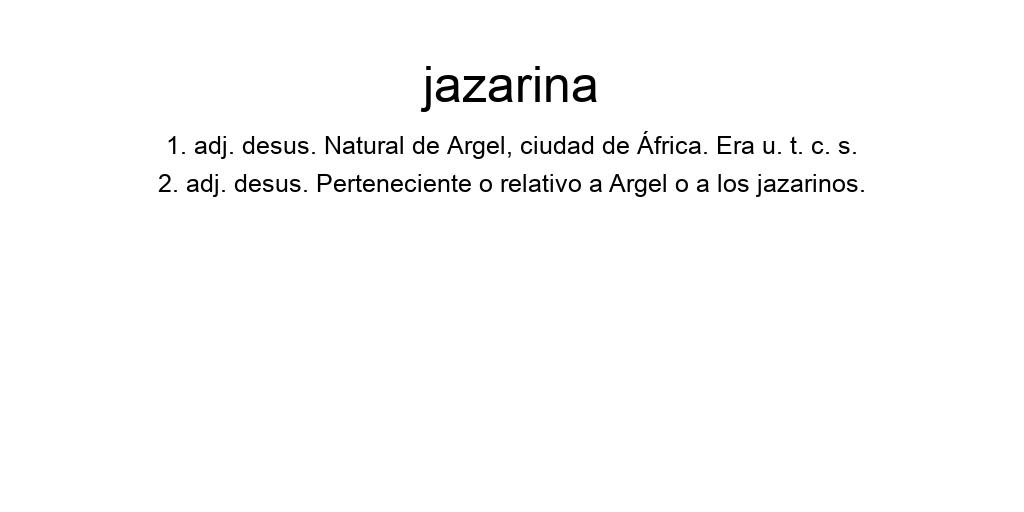 jazarina
1. adj. desus. Natural de Argel, ciudad de África. Era u. t. c. s.
2. adj. desus. Perteneciente o relativo a Argel o a los jazarinos.